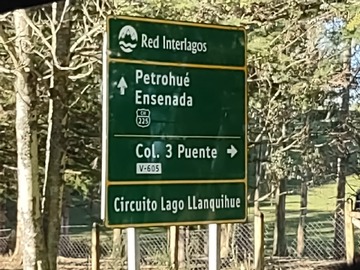 Red Interlagos
Petrohué
Ensenada
CH
225
Col. 3 Puente
V-605
Circuito Lago LLanquihue